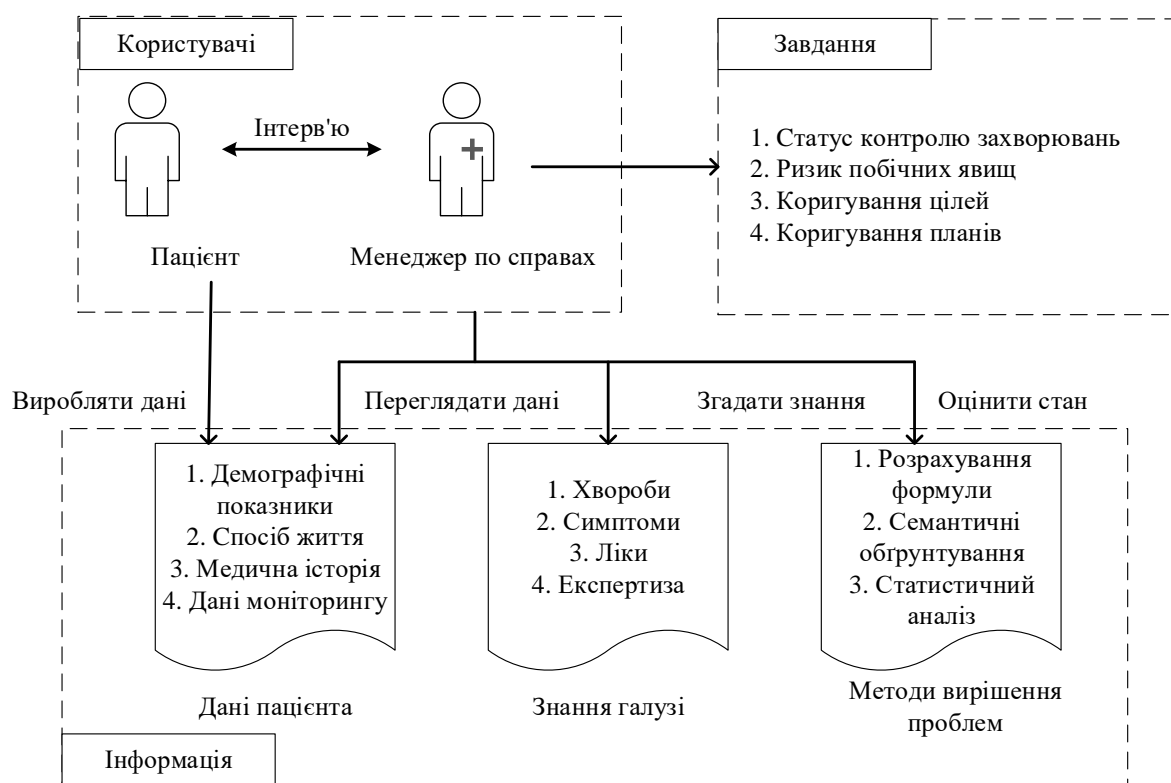 Користувачі
Завдання
Інтерв'ю
Пацієнт
Менеджер по справах
1. Статус контролю захворювань
2. Ризик побічних явищ
3. Коригування цілей
4. Коригування планів
Виробляти дані
Переглядати дані
Згадати знання
Оцінити стан
1. Демографічні
показники
2. Спосіб життя
3. Медична історія
4. Дані моніторингу
1. Хвороби
2. Симптоми
3. Ліки
4. Експертиза
1. Розрахування
формули
2. Семантичні
обґрунтування
3. Статистичний
аналіз
Дані пацієнта
Знання галузі
Методи вирішення
проблем
Інформація